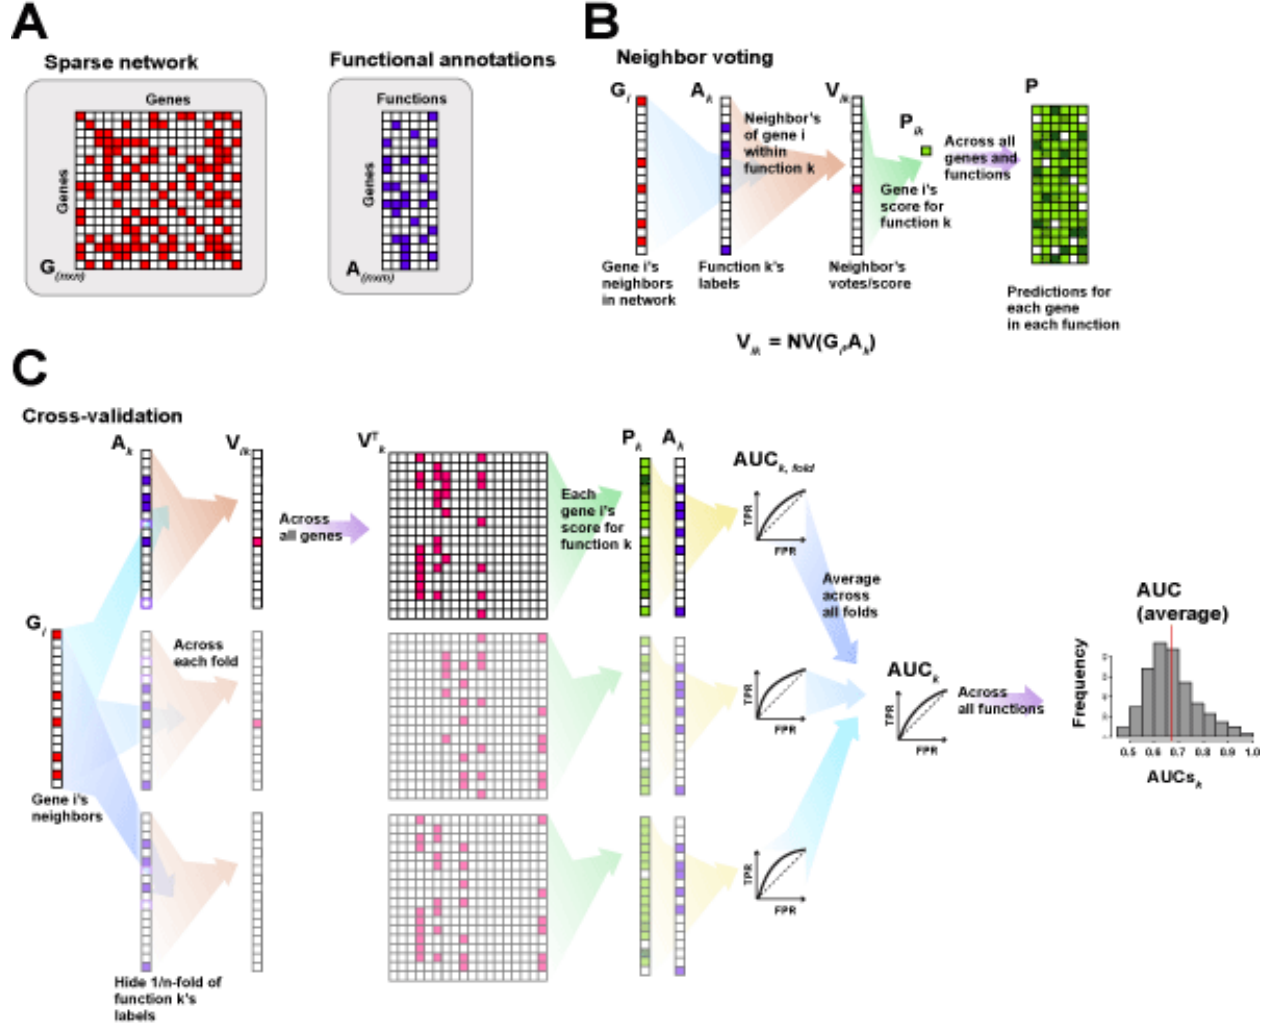 A
Sparse network
Genes
Genes
G(nxn)
Functional annotations
Functions
Genes
A(nxm)
B
Neighbor voting
Gi
Ak
Vik
Pik
P
Neighbor's
of gene i
within
function k
Gene i's
score for
function k
Across all
genes and
functions
Gene i's
neighbors
in network
Function k's
labels
Neighbor's
votes/score
Predictions for
each gene
in each function
Vik = NV(Gi,Ak)
C
Cross-validation
Ak
Vik
VTk
Pk
Ak
AUCk, fold
Across
all genes
Each
gene i's
score for
function k
TPR
FPR
Average
across
all folds
Gi
Across
each fold
Gene i's
neighbors
TPR
FPR
AUCk
TPR
FPR
Across
all functions
AUC
(average)
Frequency
0.5 0.6 0.7 0.8 0.9 1.0
AUCsk
TPR
FPR
Hide 1/n-fold of
function k's
labels